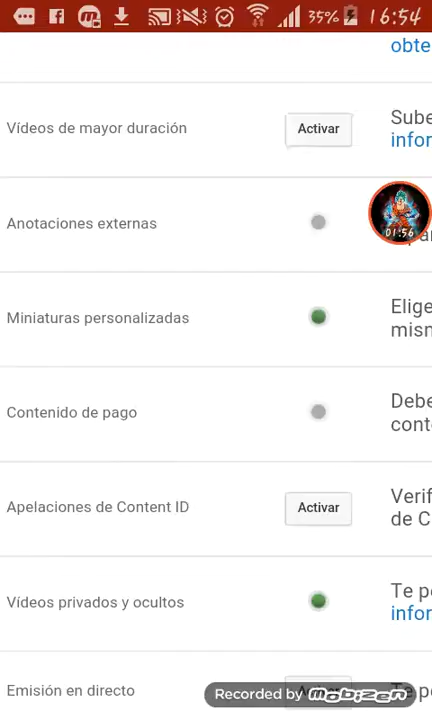 35% 16:54
obte
Vídeos de mayor duración Activar Sube
infor
Anotaciones externas
01:56
Miniaturas personalizadas Elige
misn
Contenido de pago Debe
cont
Apelaciones de Content ID Activar Verif
de C
Vídeos privados y ocultos Te p
infor
Emisión en directo
Recorded by mobizen